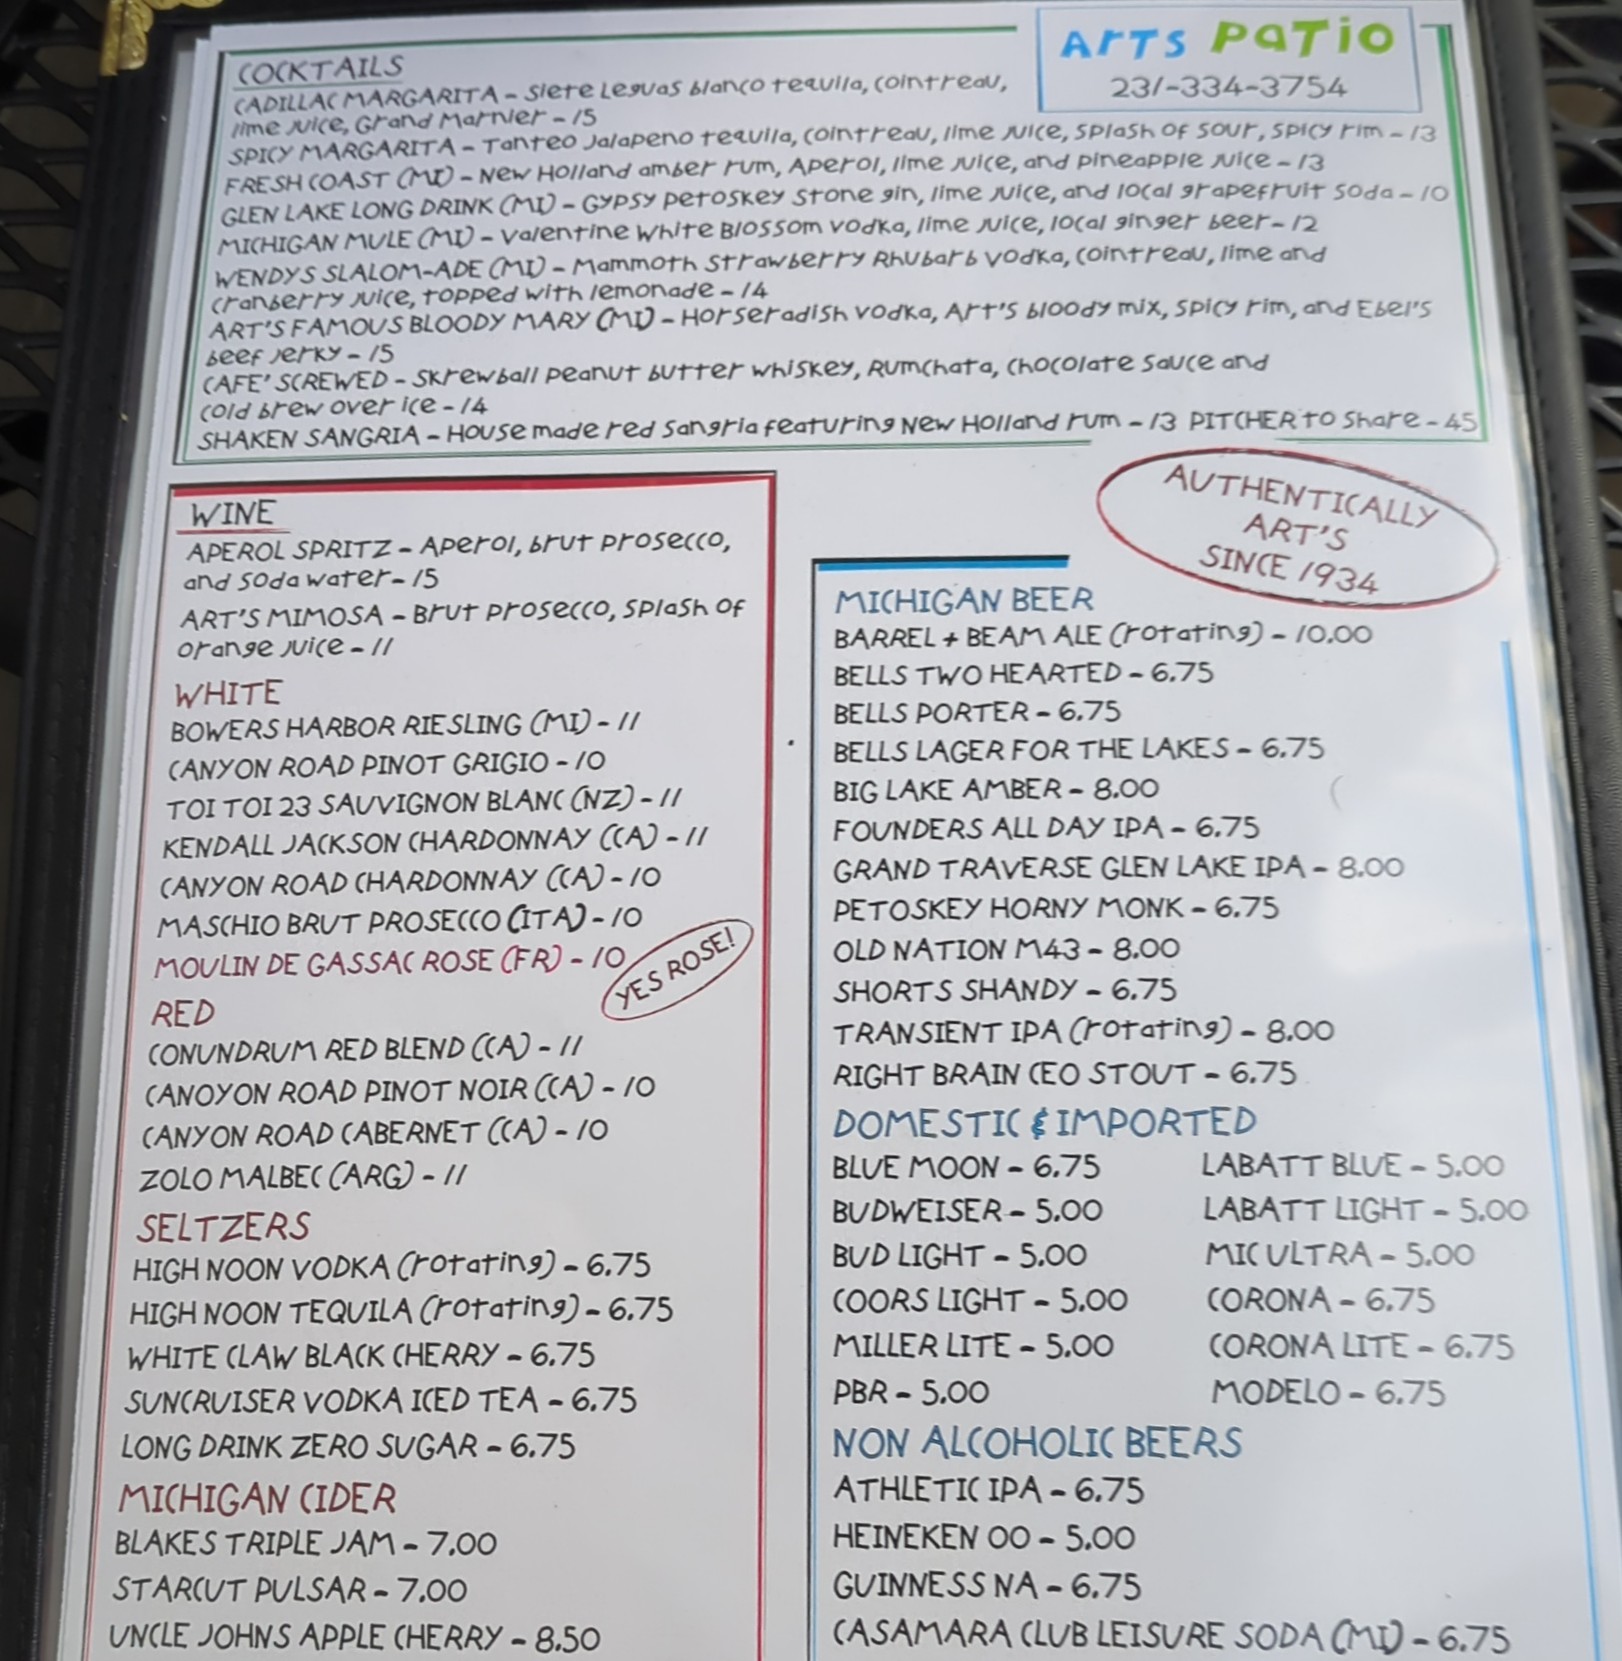 ARTS PATIO
231-334-3754
COCKTAILS
CADILLAC MARGARITA - Siete Leguas blanco tequila, Cointreau,
lime juice, Grand Marnier - 15
SPICY MARGARITA - Tanteo Jalapeno tequila, Cointreau, lime juice, splash of sour, spicy rim - 13
FRESH COAST (MI) - New Holland amber rum, Aperol, lime juice, and pineapple juice - 13
GLEN LAKE LONG DRINK (MI) - Gypsy Petoskey Stone gin, lime juice, and local grapefruit soda - 10
MICHIGAN MULE (MI) - Valentine White Blossom vodka, lime juice, local ginger beer - 12
WENDYS SLALOM-ADE (MI) - Mammoth Strawberry Rhubarb vodka, Cointreau, lime and
cranberry juice, topped with lemonade - 14
ART'S FAMOUS BLOODY MARY (MI) - Horseradish vodka, Art's bloody mix, spicy rim, and Ebel's
beef jerky - 15
CAFE' SCREWED - Skrewball peanut butter whiskey, Rumchata, chocolate sauce and
cold brew over ice - 14
SHAKEN SANGRIA - House made red sangria featuring New Holland rum - 13 PITCHER to share - 45
AUTHENTICALLY
ART'S
SINCE 1934
WINE
APEROL SPRITZ - Aperol, brut prosecco,
and soda water - 15
ART'S MIMOSA - Brut prosecco, splash of
orange juice - 11
WHITE
BOWERS HARBOR RIESLING (MI) - 11
CANYON ROAD PINOT GRIGIO - 10
TOI TOI 23 SAUVIGNON BLANC (NZ) - 11
KENDALL JACKSON CHARDONNAY (CA) - 11
CANYON ROAD CHARDONNAY (CA) - 10
MASCHIO BRUT PROSECCO (ITA) - 10
MOULIN DE GASSAC ROSE (FR) - 10
YES ROSE!
RED
CONUNDRUM RED BLEND (CA) - 11
CANOYON ROAD PINOT NOIR (CA) - 10
CANYON ROAD CABERNET (CA) - 10
ZOLO MALBEC (ARG) - 11
SELTZERS
HIGH NOON VODKA (rotating) - 6.75
HIGH NOON TEQUILA (rotating) - 6.75
WHITE CLAW BLACK CHERRY - 6.75
SUNCRUISER VODKA ICED TEA - 6.75
LONG DRINK ZERO SUGAR - 6.75
MICHIGAN CIDER
BLAKES TRIPLE JAM - 7.00
STARCUT PULSAR - 7.00
UNCLE JOHNS APPLE CHERRY - 8.50
MICHIGAN BEER
BARREL + BEAM ALE (rotating) - 10.00
BELLS TWO HEARTED - 6.75
BELLS PORTER - 6.75
BELLS LAGER FOR THE LAKES - 6.75
BIG LAKE AMBER - 8.00
FOUNDERS ALL DAY IPA - 6.75
GRAND TRAVERSE GLEN LAKE IPA - 8.00
PETOSKEY HORNY MONK - 6.75
OLD NATION M43 - 8.00
SHORTS SHANDY - 6.75
TRANSIENT IPA (rotating) - 8.00
RIGHT BRAIN CEO STOUT - 6.75
DOMESTIC & IMPORTED
BLUE MOON - 6.75 LABATT BLUE - 5.00
BUDWEISER - 5.00 LABATT LIGHT - 5.00
BUD LIGHT - 5.00 MIC ULTRA - 5.00
COORS LIGHT - 5.00 CORONA - 6.75
MILLER LITE - 5.00 CORONA LITE - 6.75
PBR - 5.00 MODELO - 6.75
NON ALCOHOLIC BEERS
ATHLETIC IPA - 6.75
HEINEKEN 00 - 5.00
GUINNESS NA - 6.75
CASAMARA CLUB LEISURE SODA (MI) - 6.75